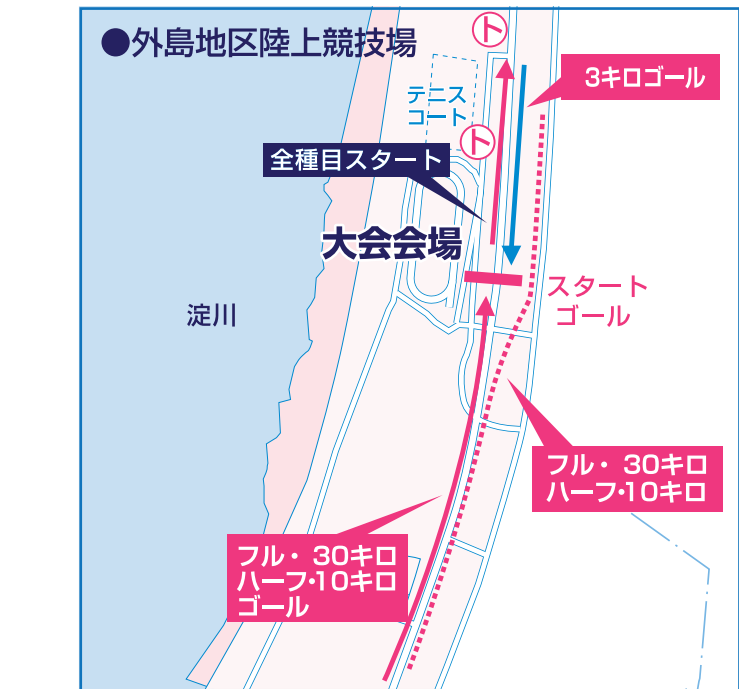 ●外島地区陸上競技場
ト
3キロゴール
テニス
コート
ト
全種目スタート
大会会場
スタート
ゴール
淀川
フル・30キロ
ハーフ・10キロ
フル・30キロ
ハーフ・10キロ
ゴール